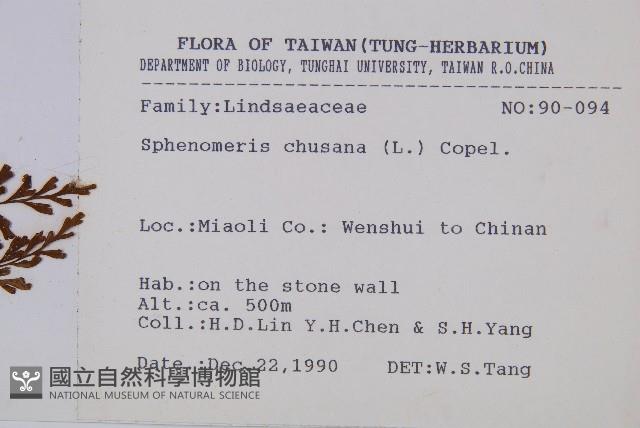 FLORA OF TAIWAN(TUNG-HERBARIUM)
DEPARTMENT OF BIOLOGY, TUNGHAI UNIVERSITY, TAIWAN R.O.CHINA
Family:Lindsaeaceae NO:90-094
Sphenomeris chusana (L.) Copel.
Loc.:Miaoli Co.: Wenshui to Chinan
Hab.:on the stone wall
Alt.:ca. 500m
Coll.:H.D.Lin Y.H.Chen & S.H.Yang
Date.:Dec.22,1990 DET:W.S.Tang
國立自然科學博物館
NATIONAL MUSEUM OF NATURAL SCIENCE